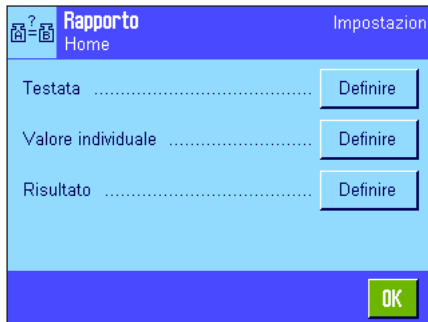 Rapporto
Impostazion
Home
Testata ........................................ Definire
Valore individuale .......................... Definire
Risultato ...................................... Definire
OK